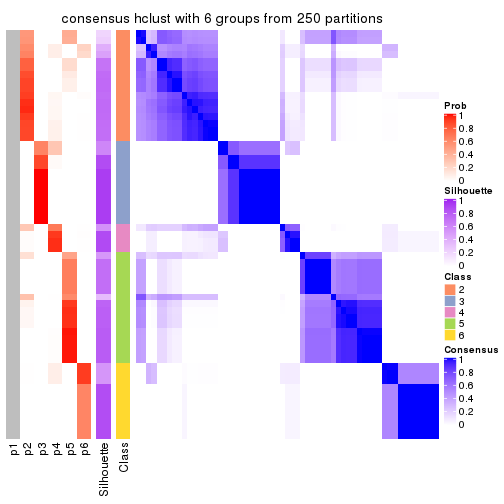 consensus hclust with 6 groups from 250 partitions
Prob
1
0.8
0.6
0.4
0.2
0
Silhouette
1
0.8
0.6
0.4
0.2
0
Class
2
3
4
5
6
Consensus
1
0.8
0.6
0.4
0.2
0
p1
p2
p3
p4
p5
p6
Silhouette
Class